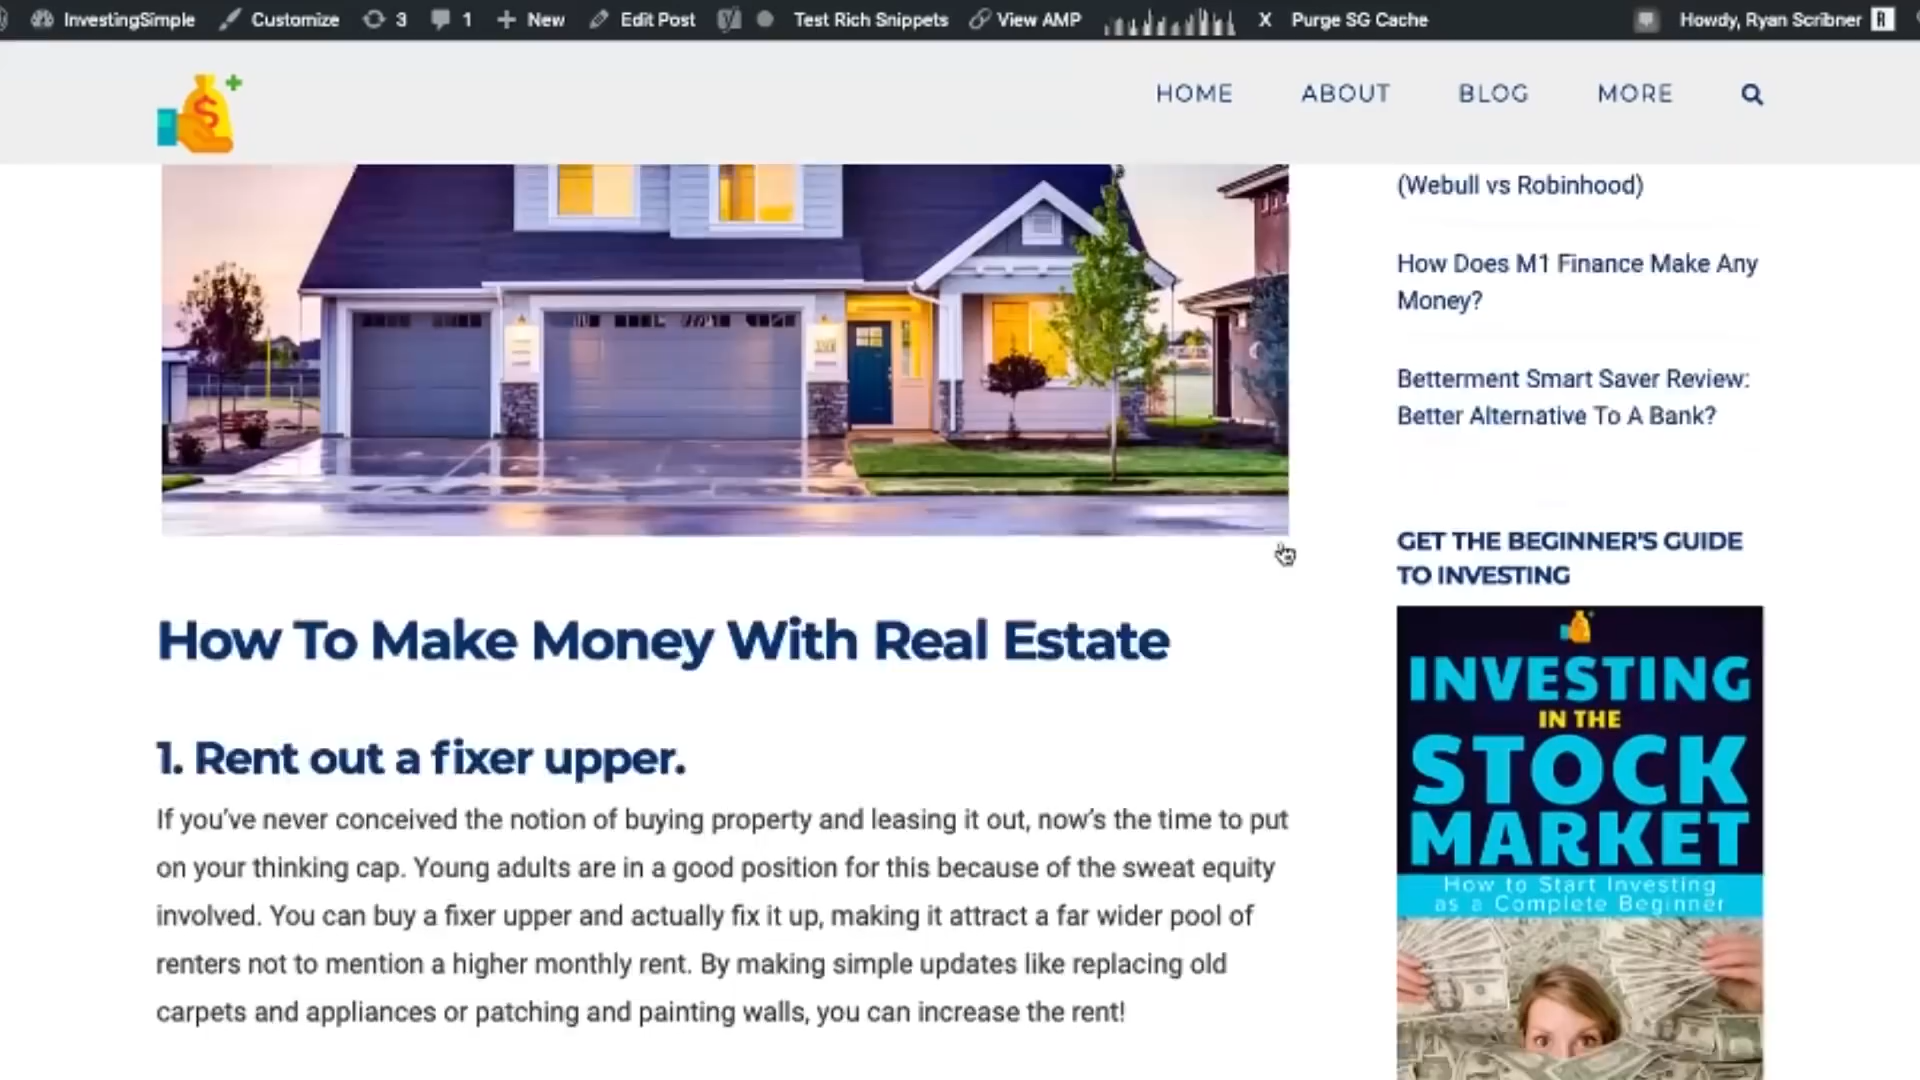 InvestingSimple Customize 3 1 New Edit Post Test Rich Snippets View AMP X Purge SG Cache Howdy, Ryan Scribner R
HOME ABOUT BLOG MORE
(Webull vs Robinhood)
How Does M1 Finance Make Any
Money?
Betterment Smart Saver Review:
Better Alternative To A Bank?
GET THE BEGINNER'S GUIDE
TO INVESTING
INVESTING
IN THE
STOCK
MARKET
How to Start Investing
as a Complete Beginner
How To Make Money With Real Estate
1. Rent out a fixer upper.
If you've never conceived the notion of buying property and leasing it out, now's the time to put
on your thinking cap. Young adults are in a good position for this because of the sweat equity
involved. You can buy a fixer upper and actually fix it up, making it attract a far wider pool of
renters not to mention a higher monthly rent. By making simple updates like replacing old
carpets and appliances or patching and painting walls, you can increase the rent!